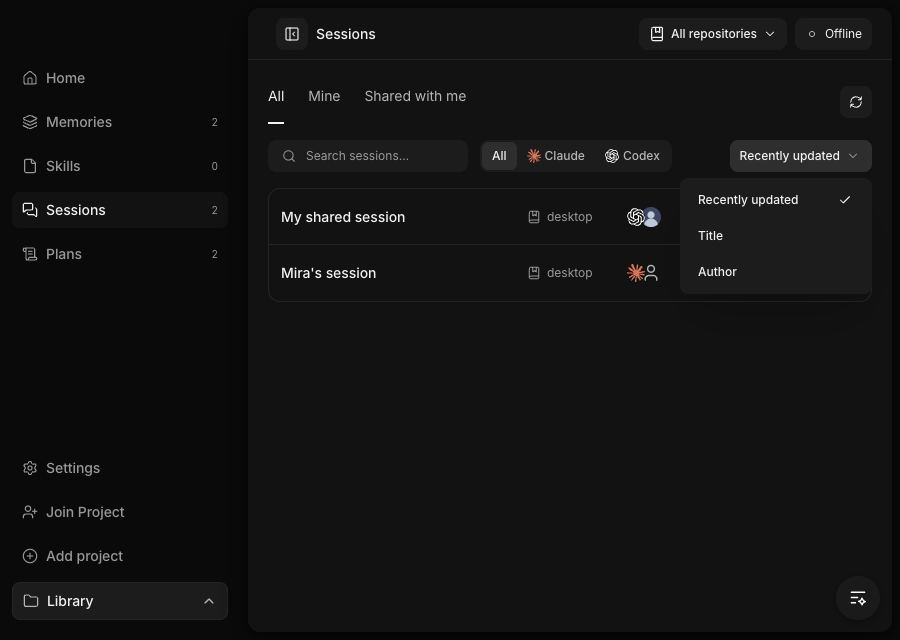 Sessions
All repositories
Offline
Home
Memories 2
Skills 0
Sessions 2
Plans 2
All Mine Shared with me
Search sessions...
All Claude Codex
Recently updated
My shared session desktop
Mira's session desktop
Recently updated
Title
Author
Settings
Join Project
Add project
Library